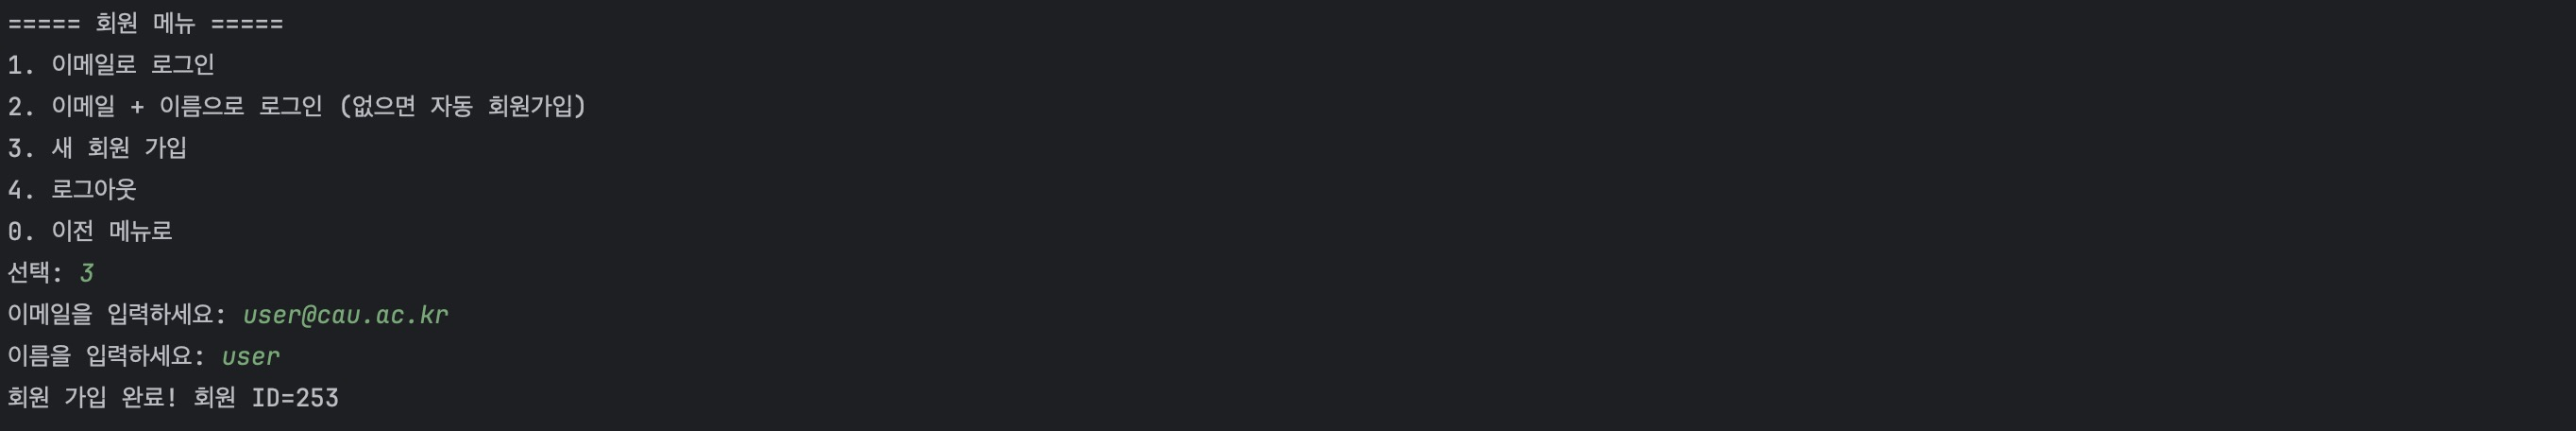 ===== 회원 메뉴 =====
1. 이메일로 로그인
2. 이메일 + 이름으로 로그인 (없으면 자동 회원가입)
3. 새 회원 가입
4. 로그아웃
0. 이전 메뉴로
선택: 3
이메일을 입력하세요: user@cau.ac.kr
이름을 입력하세요: user
회원 가입 완료! 회원 ID=253